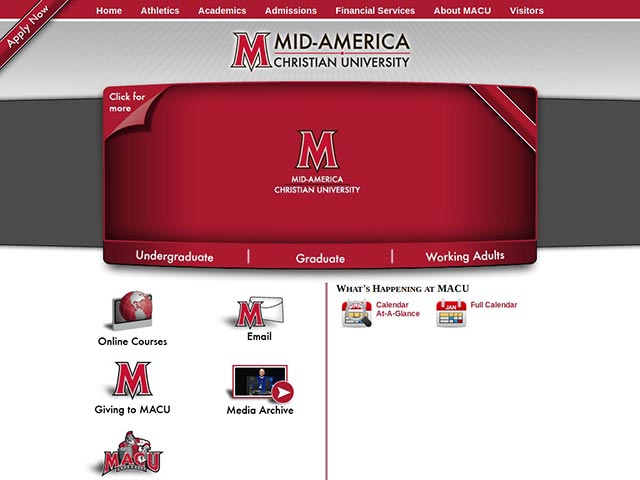 Apply Now
Home Athletics Academics Admissions Financial Services About MACU Visitors
M MID-AMERICA
CHRISTIAN UNIVERSITY
Click for
more
M
MID-AMERICA
CHRISTIAN UNIVERSITY
Undergraduate | Graduate | Working Adults
What's Happening at MACU
Calendar
At-A-Glance
JAN
Full Calendar
Online Courses
M
Email
M
Giving to MACU
Media Archive
MACU